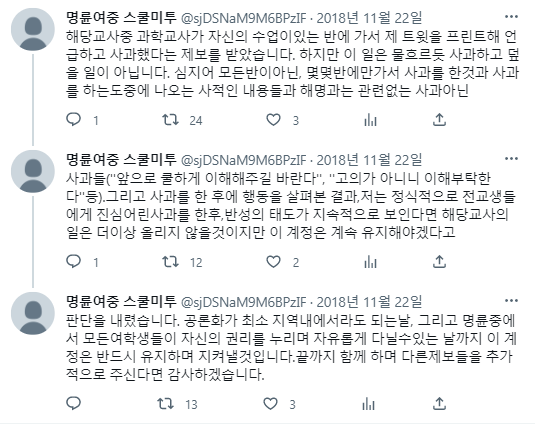 명륜여중 스쿨미투 @sjDSNaM9M6BPzIF · 2018년 11월 22일
해당교사중 과학교사가 자신의 수업이있는 반에 가서 제 트윗을 프린트해 언
급하고 사과했다는 제보를 받았습니다. 하지만 이 일은 물흐르듯 사과하고 덮
을 일이 아닙니다. 심지어 모든반이아닌, 몇몇반에만가서 사과를 한것과 사과
를 하는도중에 나오는 사적인 내용들과 해명과는 관련없는 사과아닌
1 24 3
명륜여중 스쿨미투 @sjDSNaM9M6BPzIF · 2018년 11월 22일
사과들("앞으로 쿨하게 이해해주길 바란다", "고의가 아니니 이해부탁한
다"등).그리고 사과를 한 후에 행동을 살펴본 결과,저는 정식적으로 전교생들
에게 진심어린사과를 한후,반성의 태도가 지속적으로 보인다면 해당교사의
일은 더이상 올리지 않을것이지만 이 계정은 계속 유지해야겠다고
1 12 2
명륜여중 스쿨미투 @sjDSNaM9M6BPzIF · 2018년 11월 22일
판단을 내렸습니다. 공론화가 최소 지역내에서라도 되는날, 그리고 명륜중에
서 모든여학생들이 자신의 권리를 누리며 자유롭게 다닐수있는 날까지 이 계
정은 반드시 유지하며 지켜낼것입니다.끝까지 함께 하며 다른제보들을 추가
적으로 주신다면 감사하겠습니다.
13 3